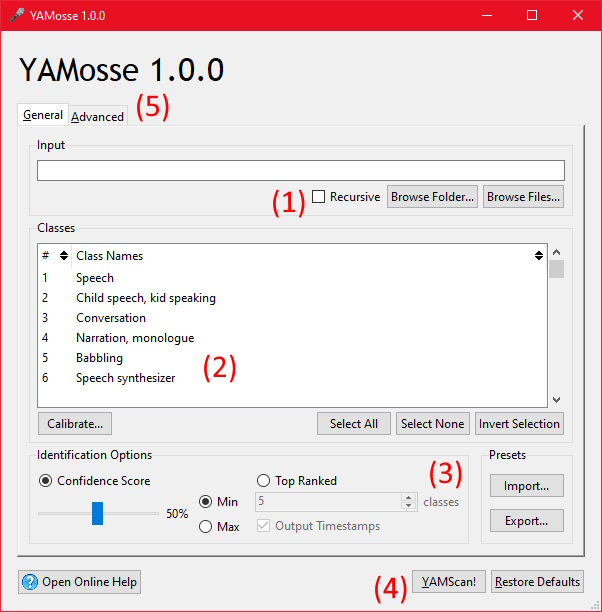 YAMosse 1.0.0
YAMosse 1.0.0
General Advanced (5)
Input
(1) Recursive Browse Folder... Browse Files...
Classes
# Class Names
1 Speech
2 Child speech, kid speaking
3 Conversation
4 Narration, monologue
5 Babbling
6 Speech synthesizer
(2)
Calibrate... Select All Select None Invert Selection
Identification Options Presets
Confidence Score Top Ranked (3)
Import...
50% Min 5 classes
Max Output Timestamps Export...
? Open Online Help (4) YAMScan! Restore Defaults